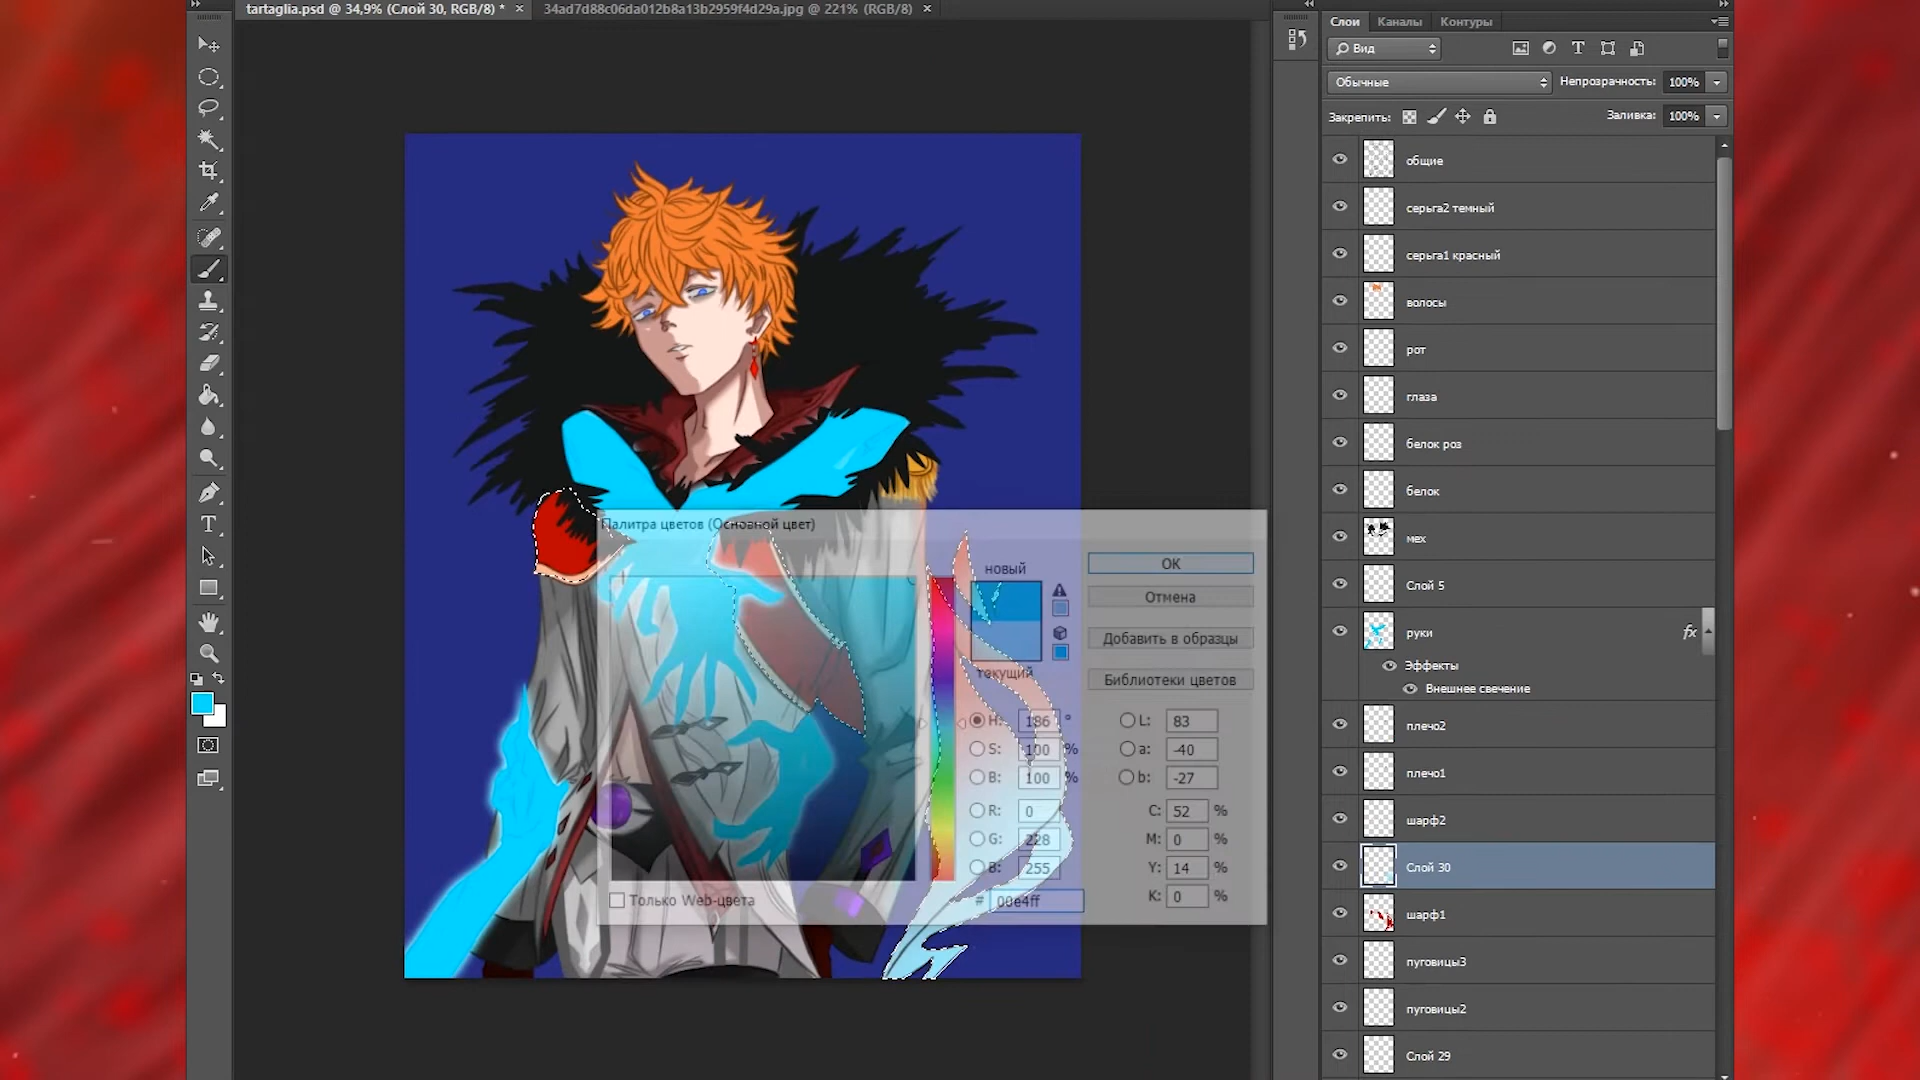 tartaglia.psd @ 34,9% (Слой 30, RGB/8) *
34ad7d88c06da012b8a13b2959f4d29a.jpg @ 221% (RGB/8)
Слои
Каналы
Контуры
Вид
Обычные
Непрозрачность: 100%
Закрепить:
Заливка: 100%
общие
серьга2 темный
серьга1 красный
волосы
рот
глаза
белок роз
белок
мех
Слой 5
руки
fx
Эффекты
Внешнее свечение
плечо2
плечо1
шарф2
Слой 30
шарф1
пуговицы3
пуговицы2
Слой 29
Палитра цветов (Основной цвет)
новый
текущий
OK
Отмена
Добавить в образцы
Библиотеки цветов
H: 186 °
S: 100 %
B: 100 %
R: 0
G: 228
B: 255
L: 83
a: -40
b: -27
C: 52 %
M: 0 %
Y: 14 %
K: 0 %
# 00e4ff
Только Web-цвета